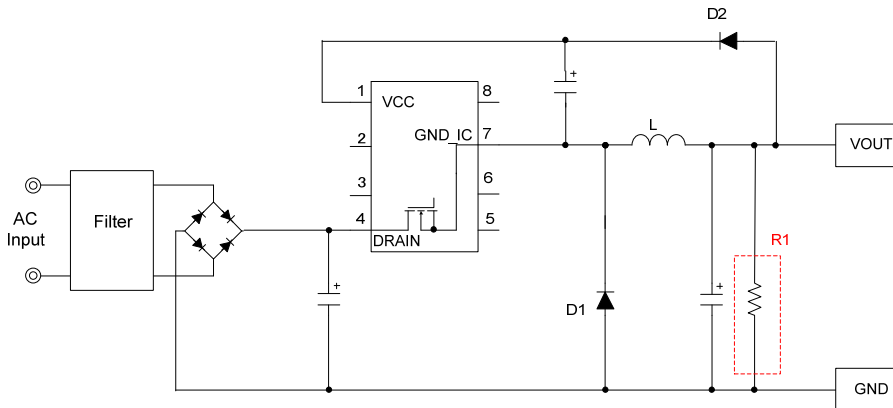 D2
1
VCC
8
2
GND_IC
7
L
VOUT
3
6
AC
Input
Filter
4
DRAIN
5
R1
D1
+
+
+
GND